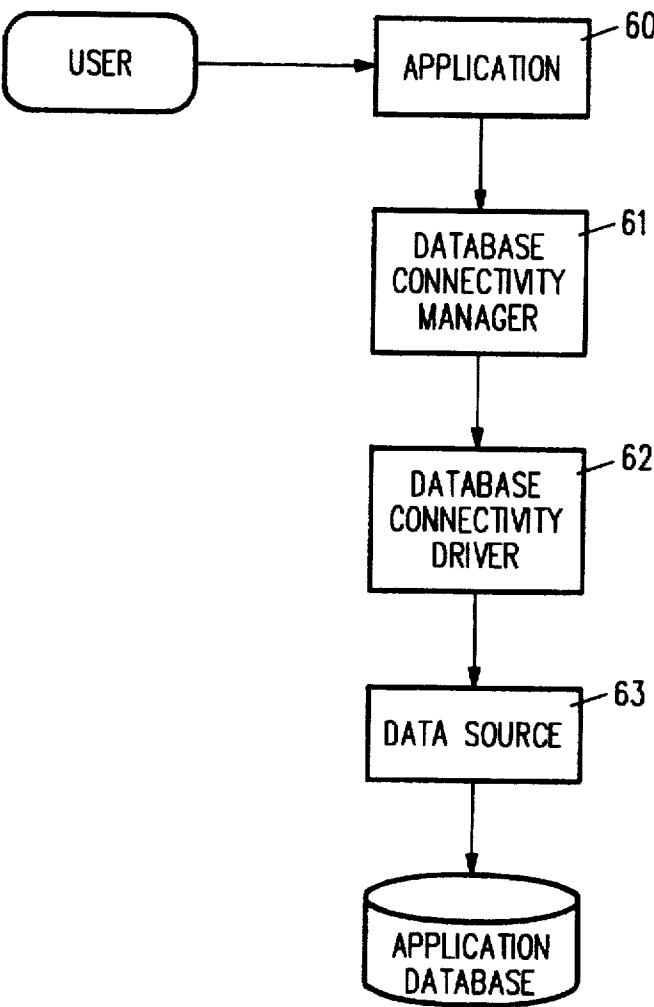 USER
APPLICATION
60
DATABASE
CONNECTIVITY
MANAGER
61
DATABASE
CONNECTIVITY
DRIVER
62
DATA SOURCE
63
APPLICATION
DATABASE